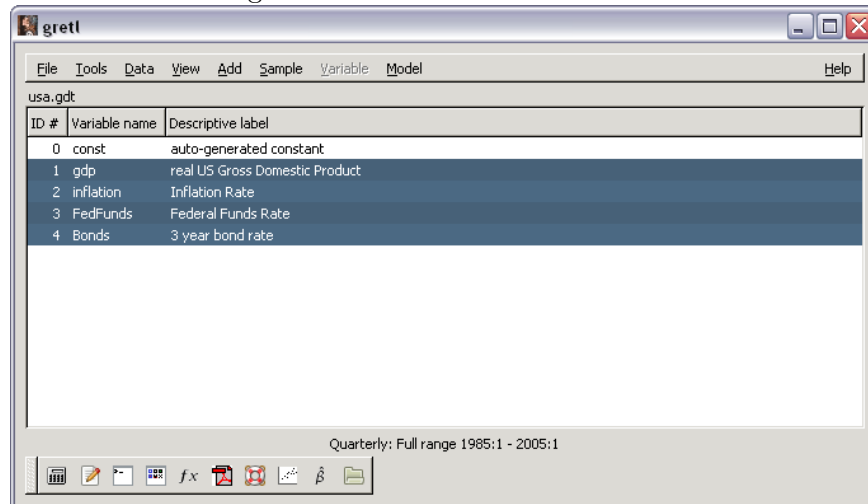 gretl
File Tools Data View Add Sample Variable Model Help
usa.gdt
ID # Variable name Descriptive label
0 const auto-generated constant
1 gdp real US Gross Domestic Product
2 inflation Inflation Rate
3 FedFunds Federal Funds Rate
4 Bonds 3 year bond rate
Quarterly: Full range 1985:1 - 2005:1
fx β̂